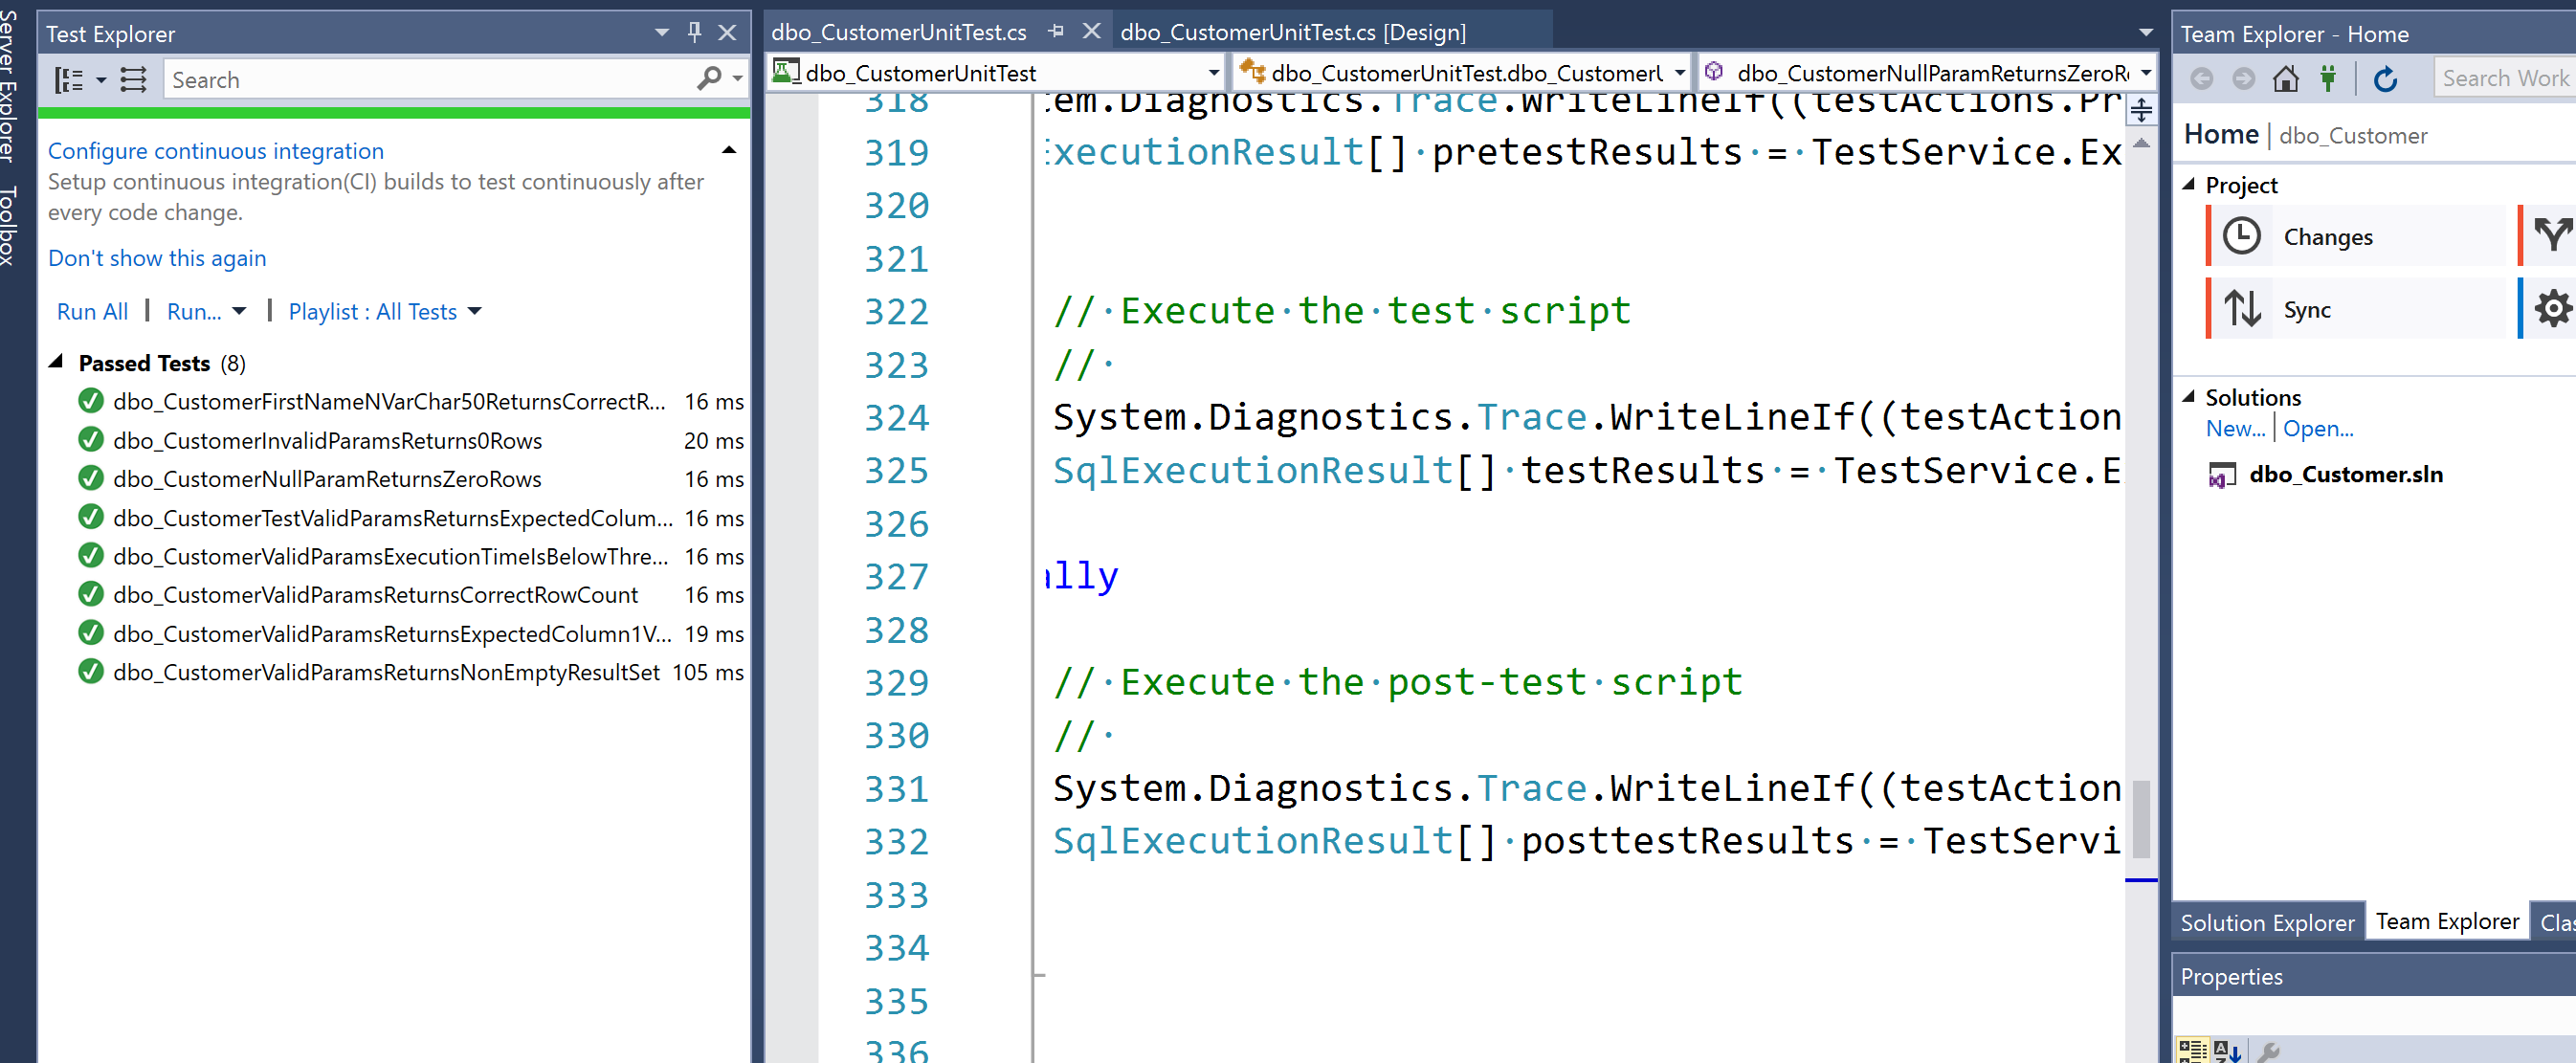 Server Explorer
Toolbox
Test Explorer
Search
Configure continuous integration
Setup continuous integration(CI) builds to test continuously after
every code change.
Don't show this again
Run All | Run... | Playlist : All Tests
Passed Tests (8)
dbo_CustomerFirstNameNVarChar50ReturnsCorrectR... 16 ms
dbo_CustomerInvalidParamsReturns0Rows 20 ms
dbo_CustomerNullParamReturnsZeroRows 16 ms
dbo_CustomerTestValidParamsReturnsExpectedColum... 16 ms
dbo_CustomerValidParamsExecutionTimeIsBelowThre... 16 ms
dbo_CustomerValidParamsReturnsCorrectRowCount 16 ms
dbo_CustomerValidParamsReturnsExpectedColumn1V... 19 ms
dbo_CustomerValidParamsReturnsNonEmptyResultSet 105 ms
dbo_CustomerUnitTest.cs
dbo_CustomerUnitTest.cs [Design]
dbo_CustomerUnitTest
dbo_CustomerUnitTest.dbo_CustomerU
dbo_CustomerNullParamReturnsZeroR
318 tem.Diagnostics.Trace.WriteLineIf((testActions.Pr
319 ExecutionResult[] pretestResults = TestService.Ex
320
321
322 // Execute the test script
323 //
324 System.Diagnostics.Trace.WriteLineIf((testAction
325 SqlExecutionResult[] testResults = TestService.E
326
327 ally
328
329 // Execute the post-test script
330 //
331 System.Diagnostics.Trace.WriteLineIf((testAction
332 SqlExecutionResult[] posttestResults = TestServi
333
334
335
336
Team Explorer - Home
Search Work
Home | dbo_Customer
Project
Changes
Sync
Solutions
New... | Open...
dbo_Customer.sln
Solution Explorer
Team Explorer
Clas
Properties